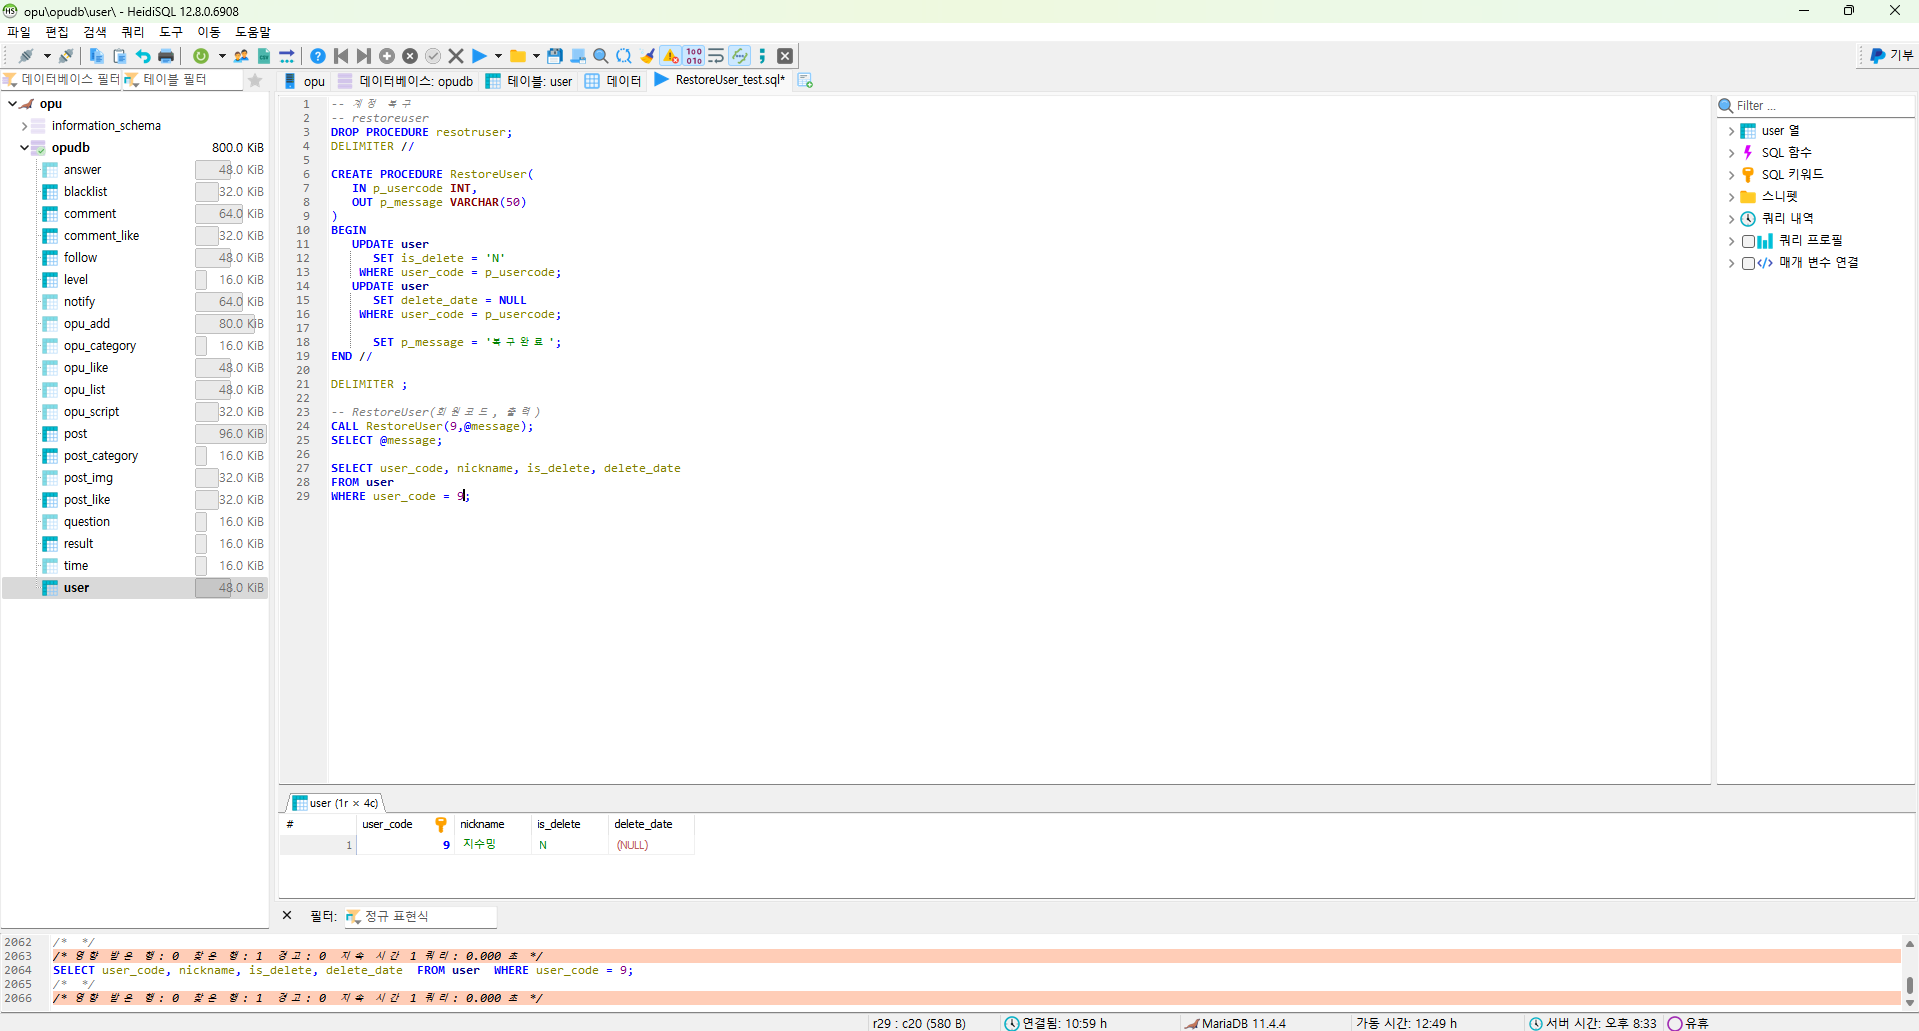 opu\opudb\user\ - HeidiSQL 12.8.0.6908
파일 편집 검색 쿼리 도구 이동 도움말
기부
데이터베이스 필터 테이블 필터
opu 데이터베이스: opudb 테이블: user 데이터 RestoreUser_test.sql*
opu
information_schema
opudb 800.0 KiB
answer 48.0 KiB
blacklist 32.0 KiB
comment 64.0 KiB
comment_like 32.0 KiB
follow 48.0 KiB
level 16.0 KiB
notify 64.0 KiB
opu_add 80.0 KiB
opu_category 16.0 KiB
opu_like 48.0 KiB
opu_list 48.0 KiB
opu_script 32.0 KiB
post 96.0 KiB
post_category 16.0 KiB
post_img 32.0 KiB
post_like 32.0 KiB
question 16.0 KiB
result 16.0 KiB
time 16.0 KiB
user 48.0 KiB
1 -- 계정 복구
2 -- restoreuser
3 DROP PROCEDURE resotruser;
4 DELIMITER //
5
6 CREATE PROCEDURE RestoreUser(
7 IN p_usercode INT,
8 OUT p_message VARCHAR(50)
9 )
10 BEGIN
11 UPDATE user
12 SET is_delete = 'N'
13 WHERE user_code = p_usercode;
14 UPDATE user
15 SET delete_date = NULL
16 WHERE user_code = p_usercode;
17
18 SET p_message = '복구완료';
19 END //
20
21 DELIMITER ;
22
23 -- RestoreUser(회원코드, 출력)
24 CALL RestoreUser(9,@message);
25 SELECT @message;
26
27 SELECT user_code, nickname, is_delete, delete_date
28 FROM user
29 WHERE user_code = 9;
Filter ...
user 열
SQL 함수
SQL 키워드
스니펫
쿼리 내역
쿼리 프로필
매개 변수 연결
user (1r × 4c)
# user_code nickname is_delete delete_date
1 9 지수밍 N (NULL)
필터: 정규 표현식
2062 /* */
2063 /* 영향 받은 행: 0 찾은 행: 1 경고: 0 지속 시간 1 쿼리: 0.000 초 */
2064 SELECT user_code, nickname, is_delete, delete_date FROM user WHERE user_code = 9;
2065 /* */
2066 /* 영향 받은 행: 0 찾은 행: 1 경고: 0 지속 시간 1 쿼리: 0.000 초 */
r29 : c20 (580 B) 연결됨: 10:59 h MariaDB 11.4.4 가동 시간: 12:49 h 서버 시간: 오후 8:33 유휴